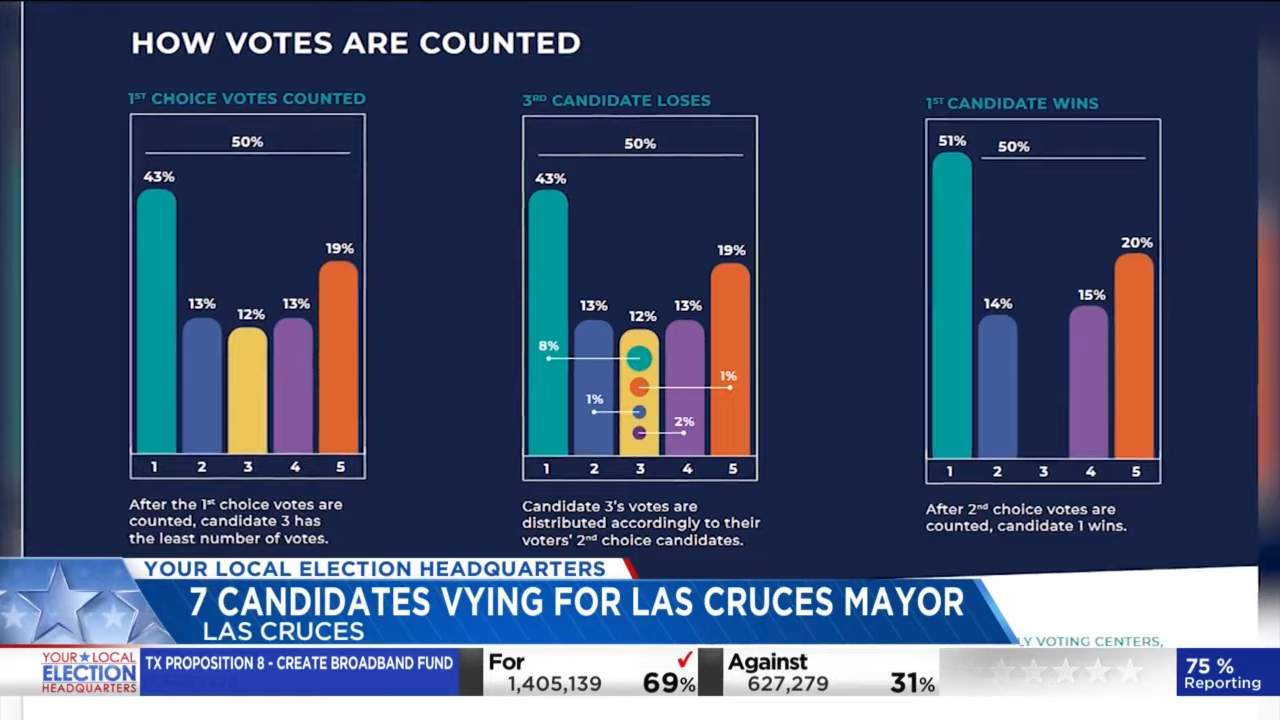 HOW VOTES ARE COUNTED
1ST CHOICE VOTES COUNTED
50%
43%
13%
12%
13%
19%
1 2 3 4 5
After the 1st choice votes are
counted, candidate 3 has
the least number of votes.
3RD CANDIDATE LOSES
50%
43%
13%
12%
13%
19%
8%
1%
1%
2%
1 2 3 4 5
Candidate 3's votes are
distributed accordingly to their
voters' 2nd choice candidates.
1ST CANDIDATE WINS
51%
50%
14%
15%
20%
1 2 3 4 5
After 2nd choice votes are
counted, candidate 1 wins.
YOUR LOCAL ELECTION HEADQUARTERS
7 CANDIDATES VYING FOR LAS CRUCES MAYOR
LAS CRUCES
LY VOTING CENTERS,
YOUR LOCAL
ELECTION
HEADQUARTERS
TX PROPOSITION 8 - CREATE BROADBAND FUND
For
1,405,139 69%
Against
627,279 31%
75 %
Reporting